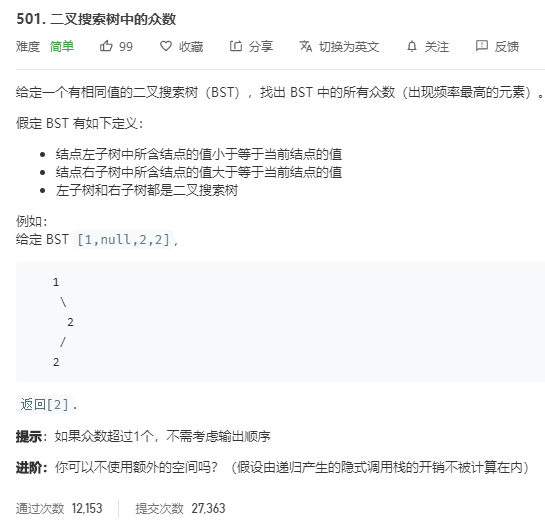 501. 二叉搜索树中的众数
难度 简单 99 收藏 分享 切换为英文 关注 反馈
给定一个有相同值的二叉搜索树（BST），找出 BST 中的所有众数（出现频率最高的元素）。
假定 BST 有如下定义：
• 结点左子树中所含结点的值小于等于当前结点的值
• 结点右子树中所含结点的值大于等于当前结点的值
• 左子树和右子树都是二叉搜索树
例如：
给定 BST [1,null,2,2],
1
\
2
/
2
返回[2].
提示：如果众数超过1个，不需考虑输出顺序
进阶：你可以不使用额外的空间吗？（假设由递归产生的隐式调用栈的开销不被计算在内）
通过次数 12,153 提交次数 27,363